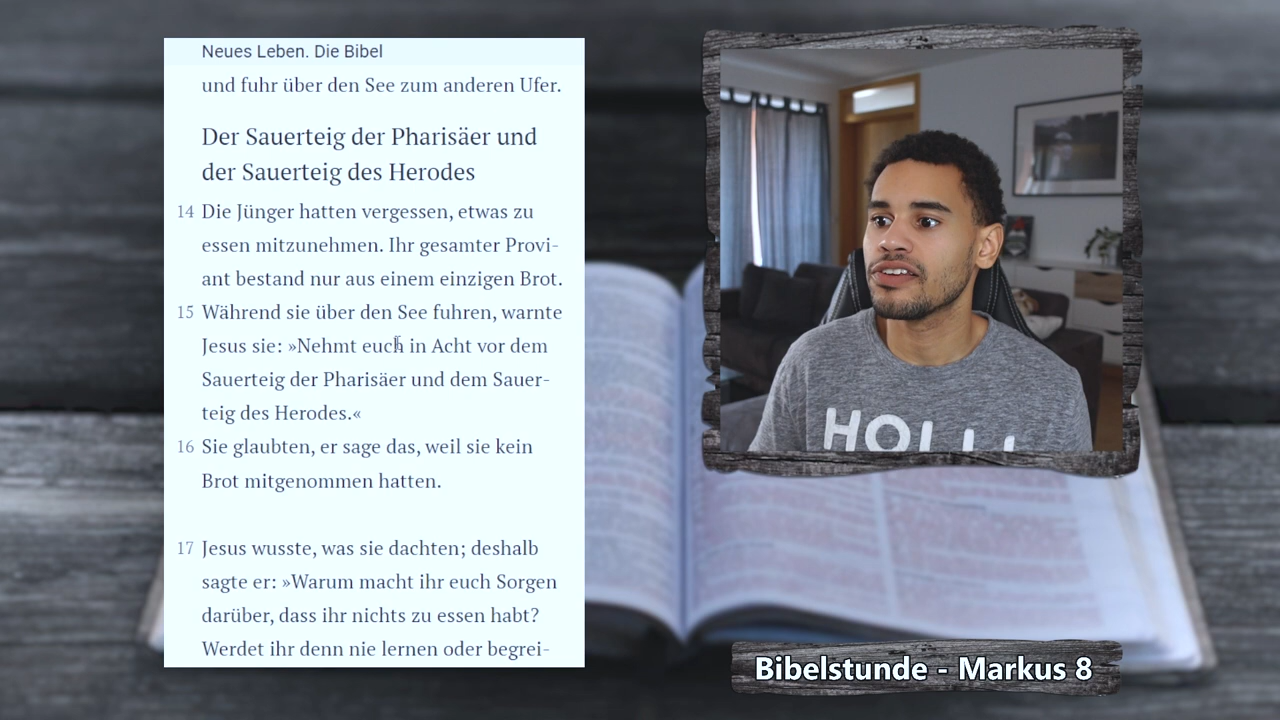 Neues Leben. Die Bibel
und fuhr über den See zum anderen Ufer.
Der Sauerteig der Pharisäer und
der Sauerteig des Herodes
14 Die Jünger hatten vergessen, etwas zu
essen mitzunehmen. Ihr gesamter Provi-
ant bestand nur aus einem einzigen Brot.
15 Während sie über den See fuhren, warnte
Jesus sie: »Nehmt euch in Acht vor dem
Sauerteig der Pharisäer und dem Sauer-
teig des Herodes.«
16 Sie glaubten, er sage das, weil sie kein
Brot mitgenommen hatten.
17 Jesus wusste, was sie dachten; deshalb
sagte er: »Warum macht ihr euch Sorgen
darüber, dass ihr nichts zu essen habt?
Werdet ihr denn nie lernen oder begrei-
Bibelstunde - Markus 8